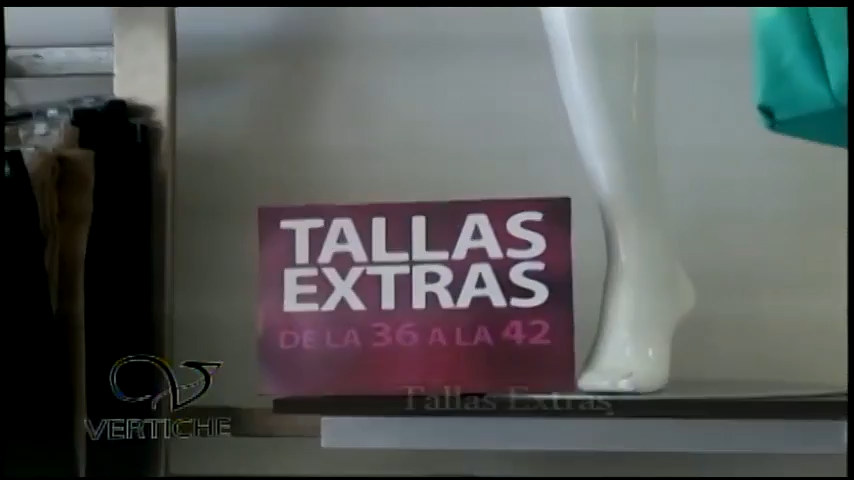 TALLAS
EXTRAS
DE LA 36 A LA 42
Tallas Extras
VERTICHE